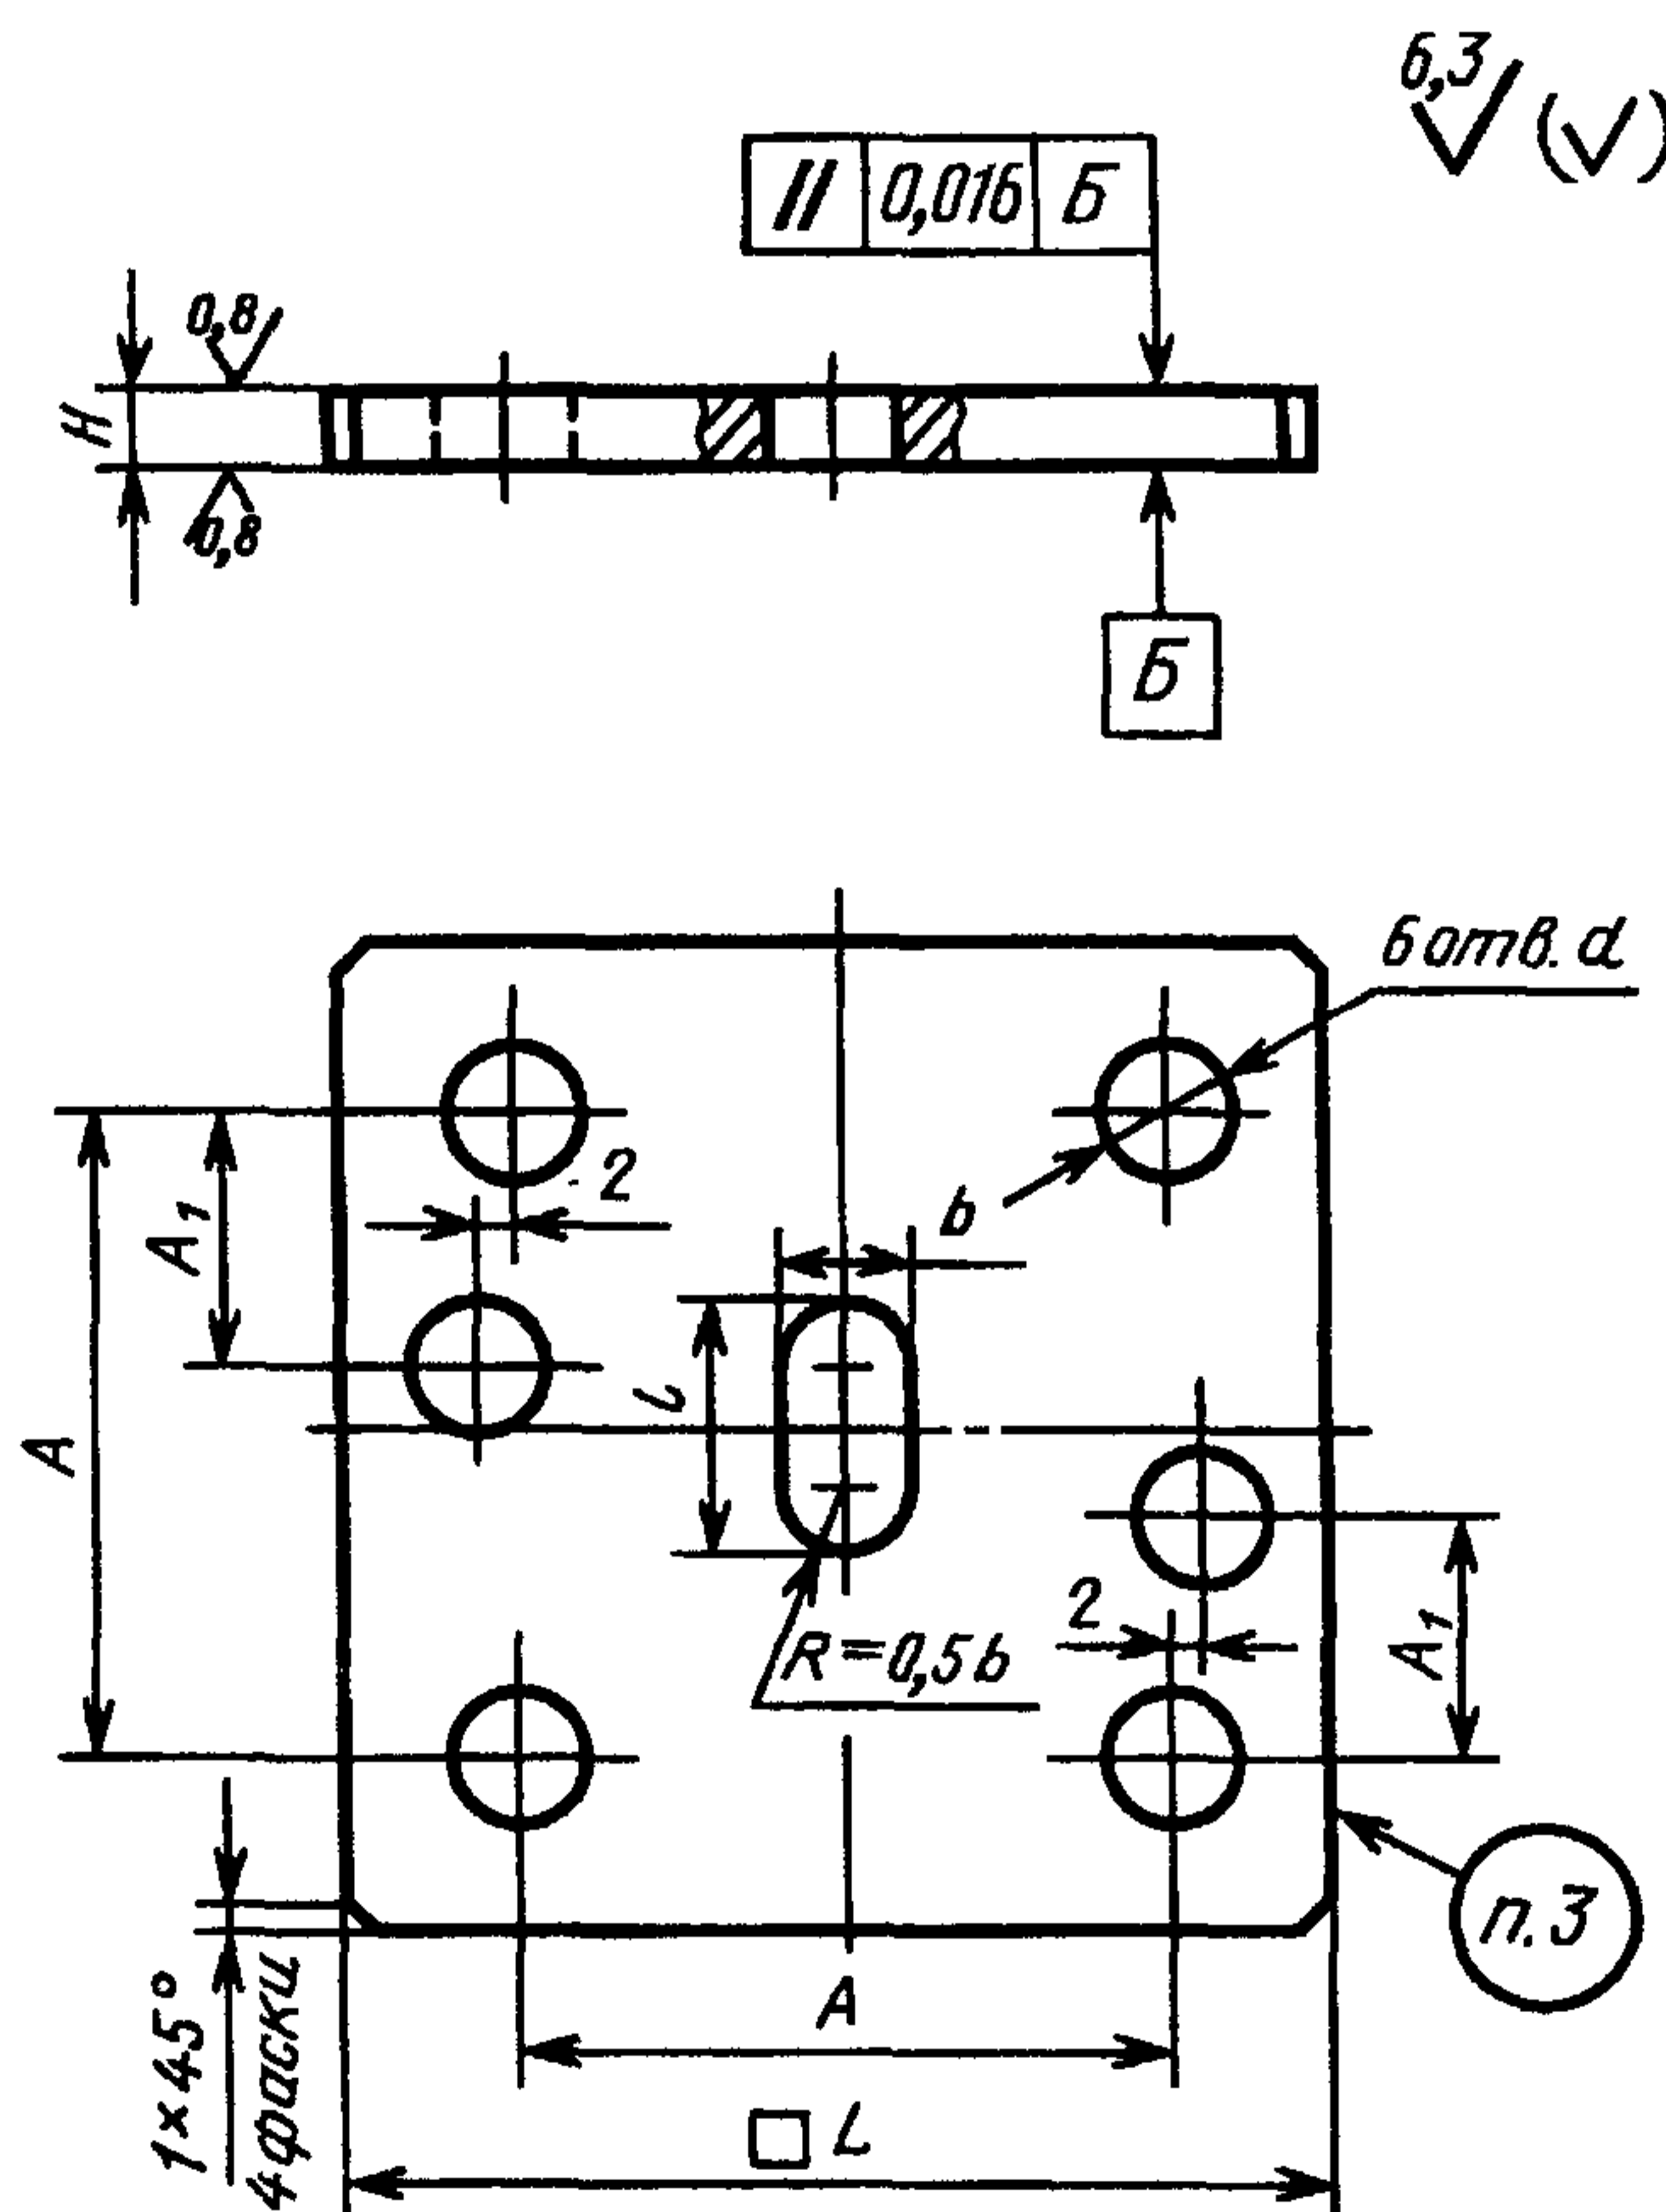 6,3
(√)
// 0,016 Б
0,8
H
0,8
Б
6 отв. d
2
A₁
b
l
A
2
R=0,5b
A₁
п.3
1×45°
4 фаски
A
□ L